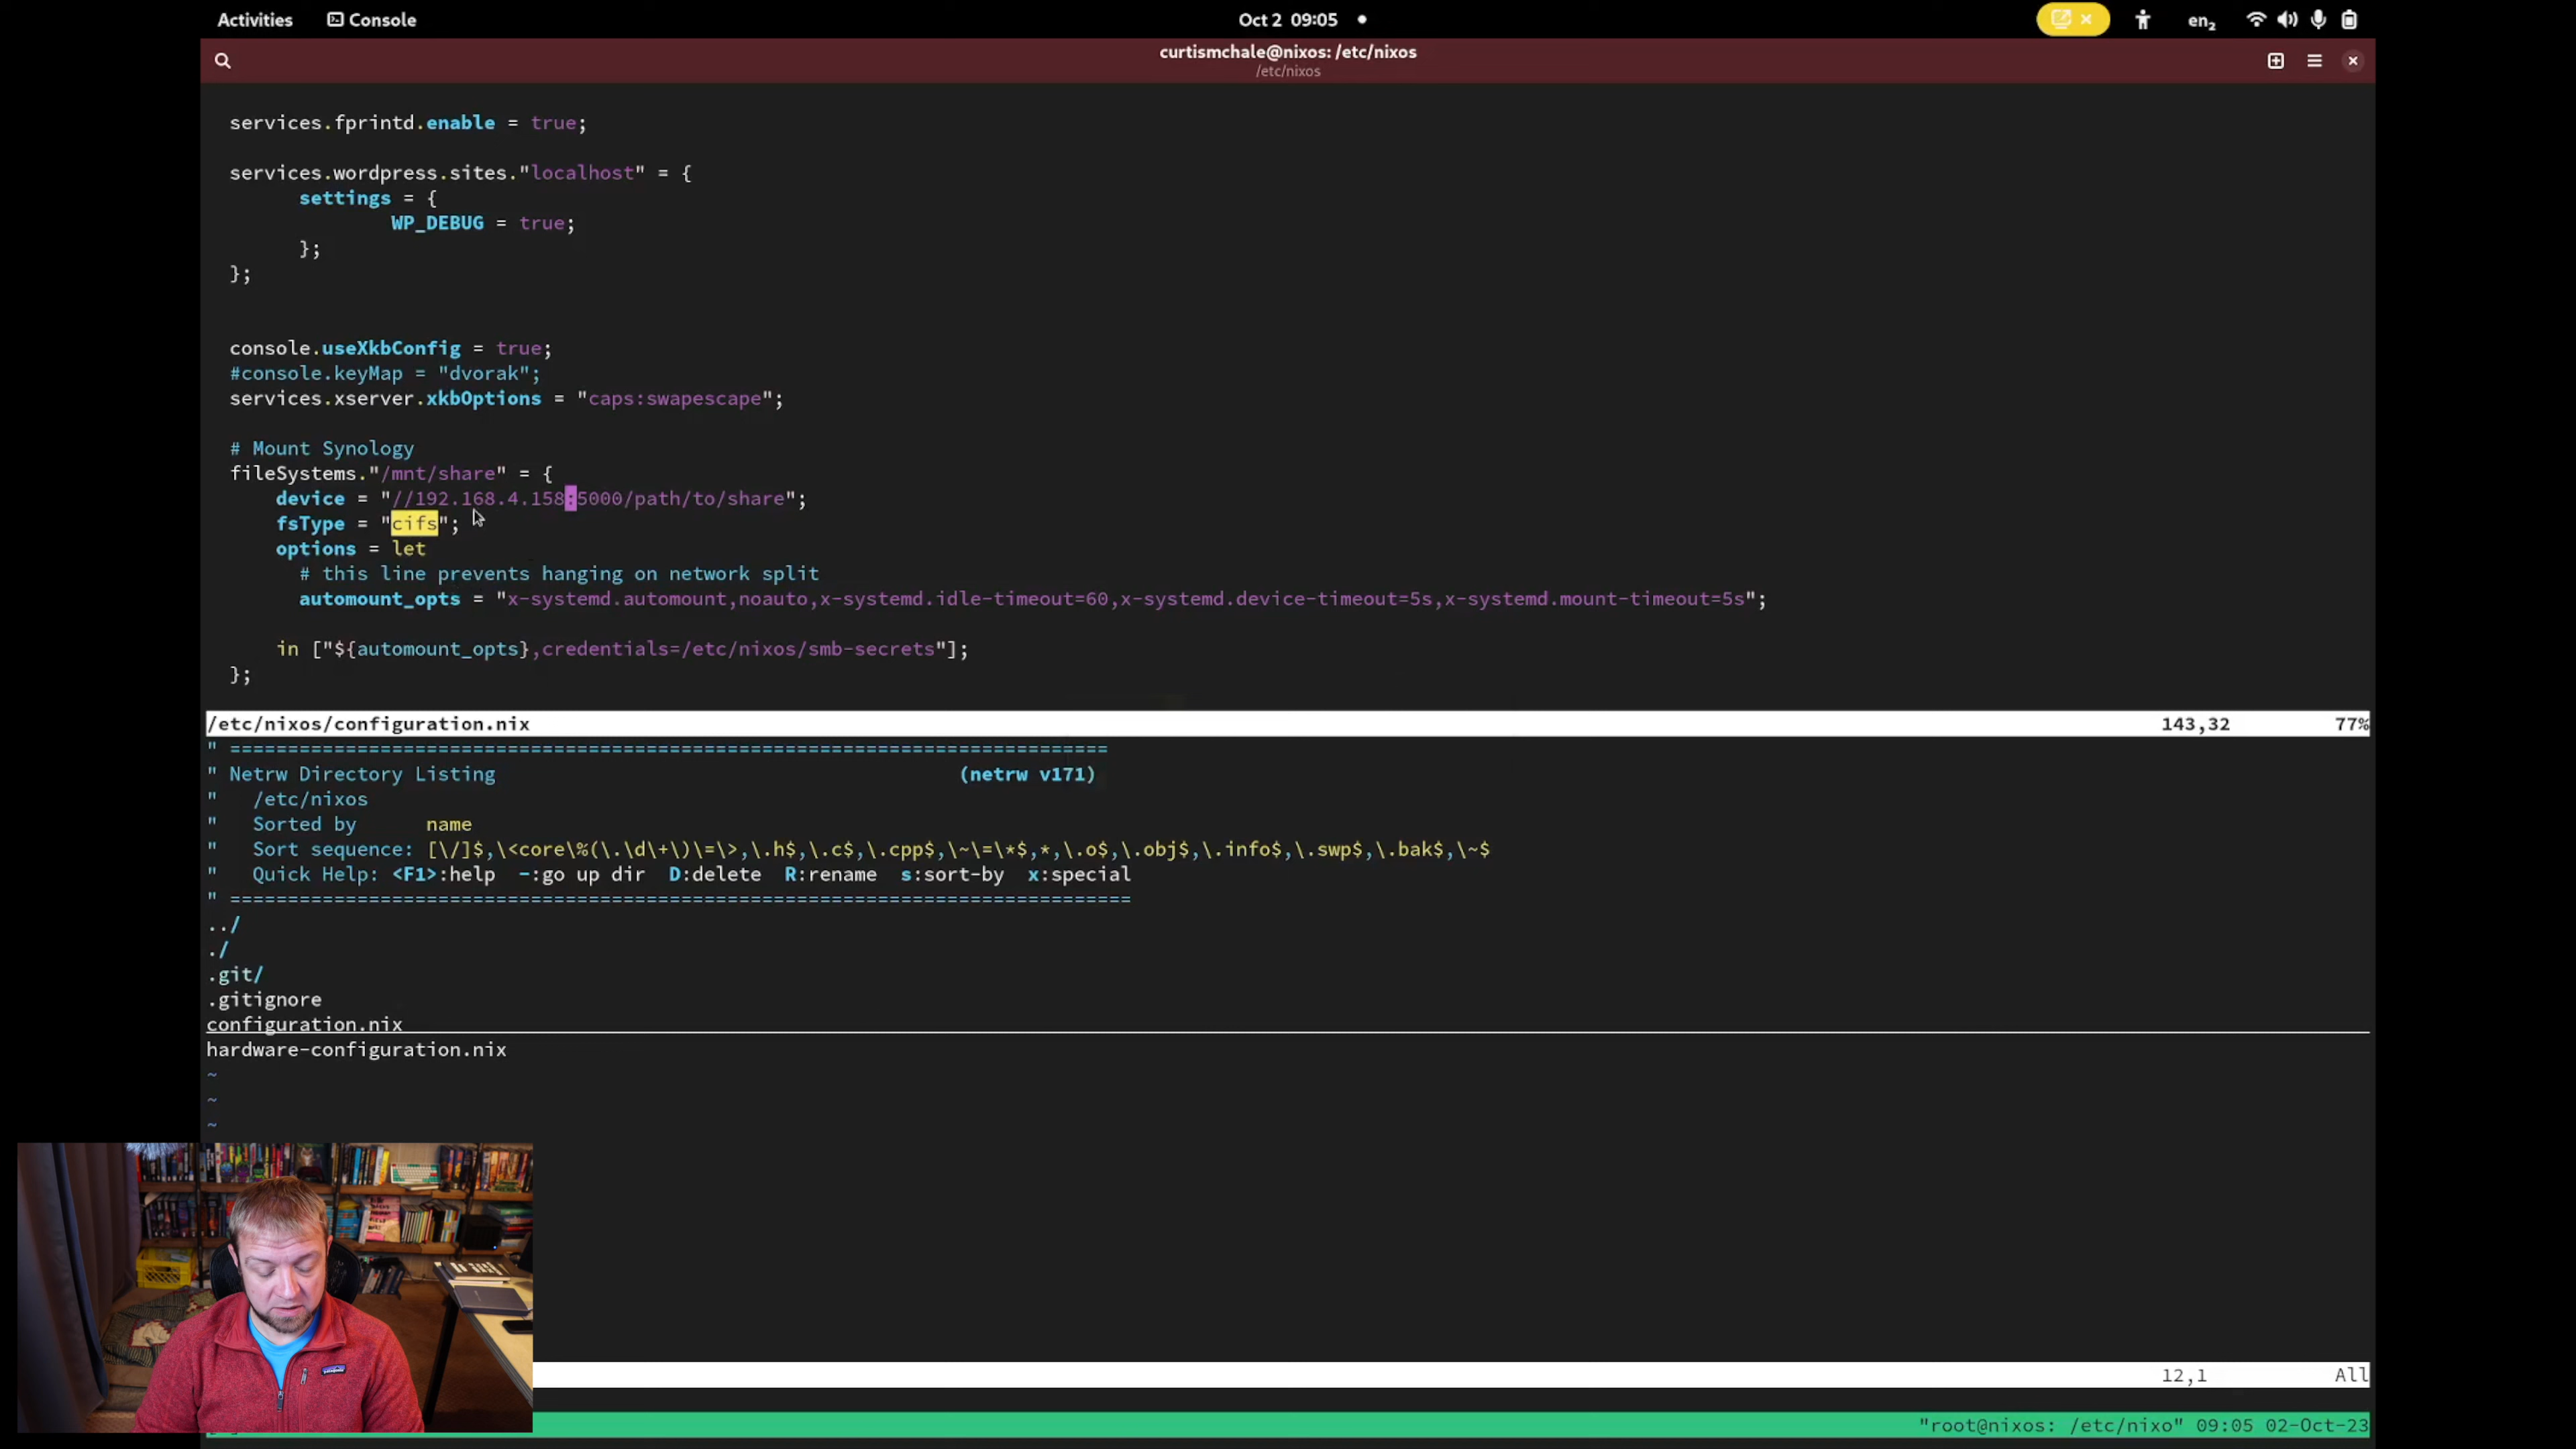 Activities Console Oct 2 09:05 en₂
curtismchale@nixos: /etc/nixos
/etc/nixos
services.fprintd.enable = true;
services.wordpress.sites."localhost" = {
settings = {
WP_DEBUG = true;
};
};
console.useXkbConfig = true;
#console.keyMap = "dvorak";
services.xserver.xkbOptions = "caps:swapescape";
# Mount Synology
fileSystems."/mnt/share" = {
device = "//192.168.4.158:5000/path/to/share";
fsType = "cifs";
options = let
# this line prevents hanging on network split
automount_opts = "x-systemd.automount,noauto,x-systemd.idle-timeout=60,x-systemd.device-timeout=5s,x-systemd.mount-timeout=5s";
in ["${automount_opts},credentials=/etc/nixos/smb-secrets"];
};
/etc/nixos/configuration.nix 143,32 77%
" ============================================================================
" Netrw Directory Listing (netrw v171)
" /etc/nixos
" Sorted by name
" Sort sequence: [\/]$,\<core\%(\.\d\+\)\=\>,\.h$,\.c$,\.cpp$,\~\=\*$,*,\.o$,\.obj$,\.info$,\.swp$,\.bak$,\~$
" Quick Help: <F1>:help -:go up dir D:delete R:rename s:sort-by x:special
" ==============================================================================
../
./
.git/
.gitignore
configuration.nix
hardware-configuration.nix
~
~
~
12,1 All
"root@nixos: /etc/nixo" 09:05 02-Oct-23